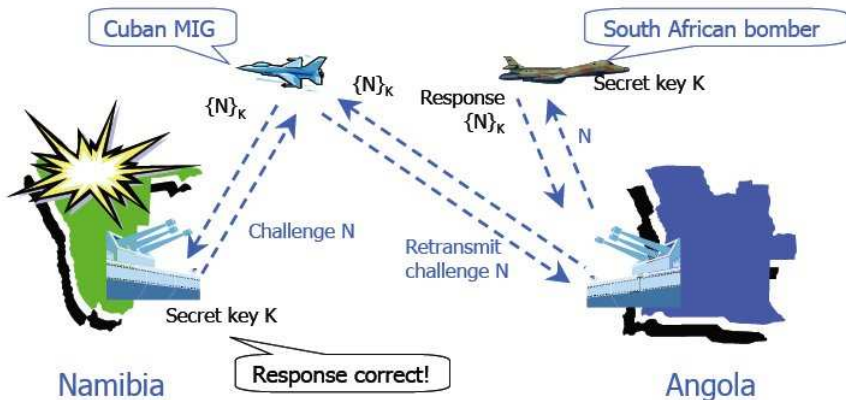 Cuban MIG
South African bomber
{N}K
{N}K
Response
{N}K
Secret key K
N
Challenge N
Retransmit
challenge N
Secret key K
Response correct!
Namibia
Angola